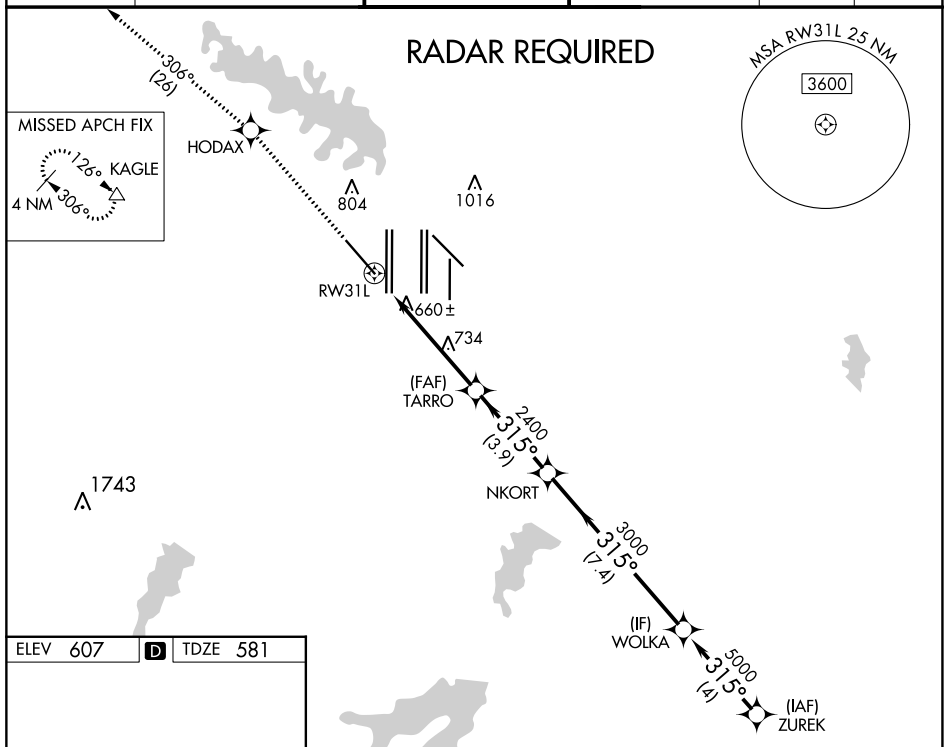 RADAR REQUIRED
MSA RW31L 25 NM
3600
306°
(26)
HODAX
MISSED APCH FIX
126°
KAGLE
4 NM
306°
804
1016
RW31L
660 ±
734
(FAF)
TARRO
2400
315°
(3.9)
NKORT
1743
3000
315°
(7.4)
(IF)
WOLKA
5000
315°
(4)
(IAF)
ZUREK
ELEV 607 D TDZE 581